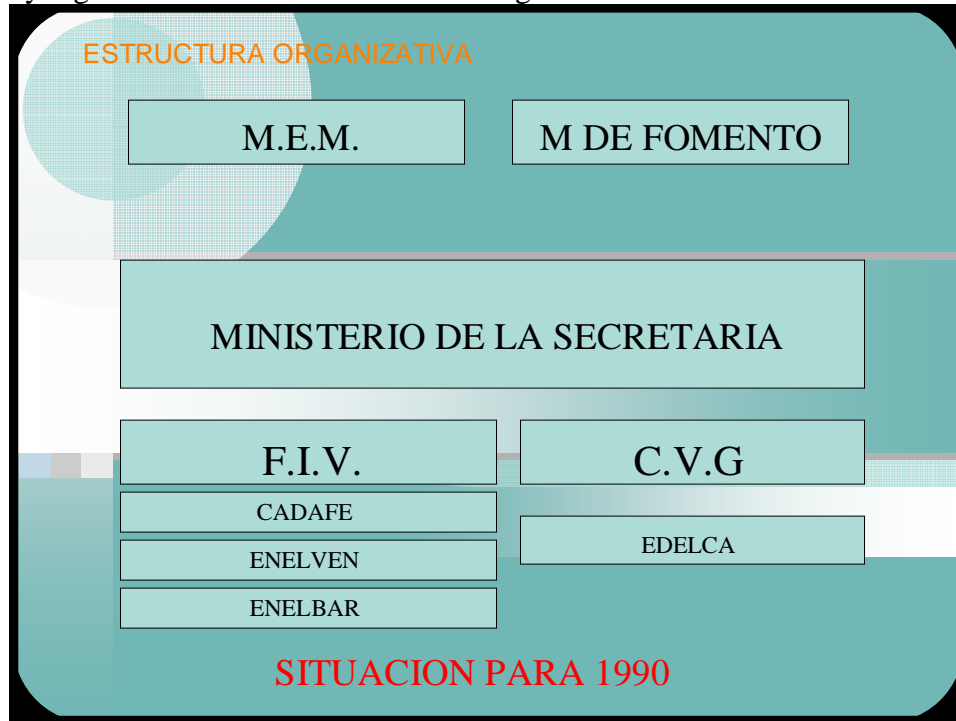 ESTRUCTURA ORGANIZATIVA
M.E.M.
M DE FOMENTO
MINISTERIO DE LA SECRETARIA
F.I.V.
C.V.G
CADAFE
EDELCA
ENELVEN
ENELBAR
SITUACION PARA 1990